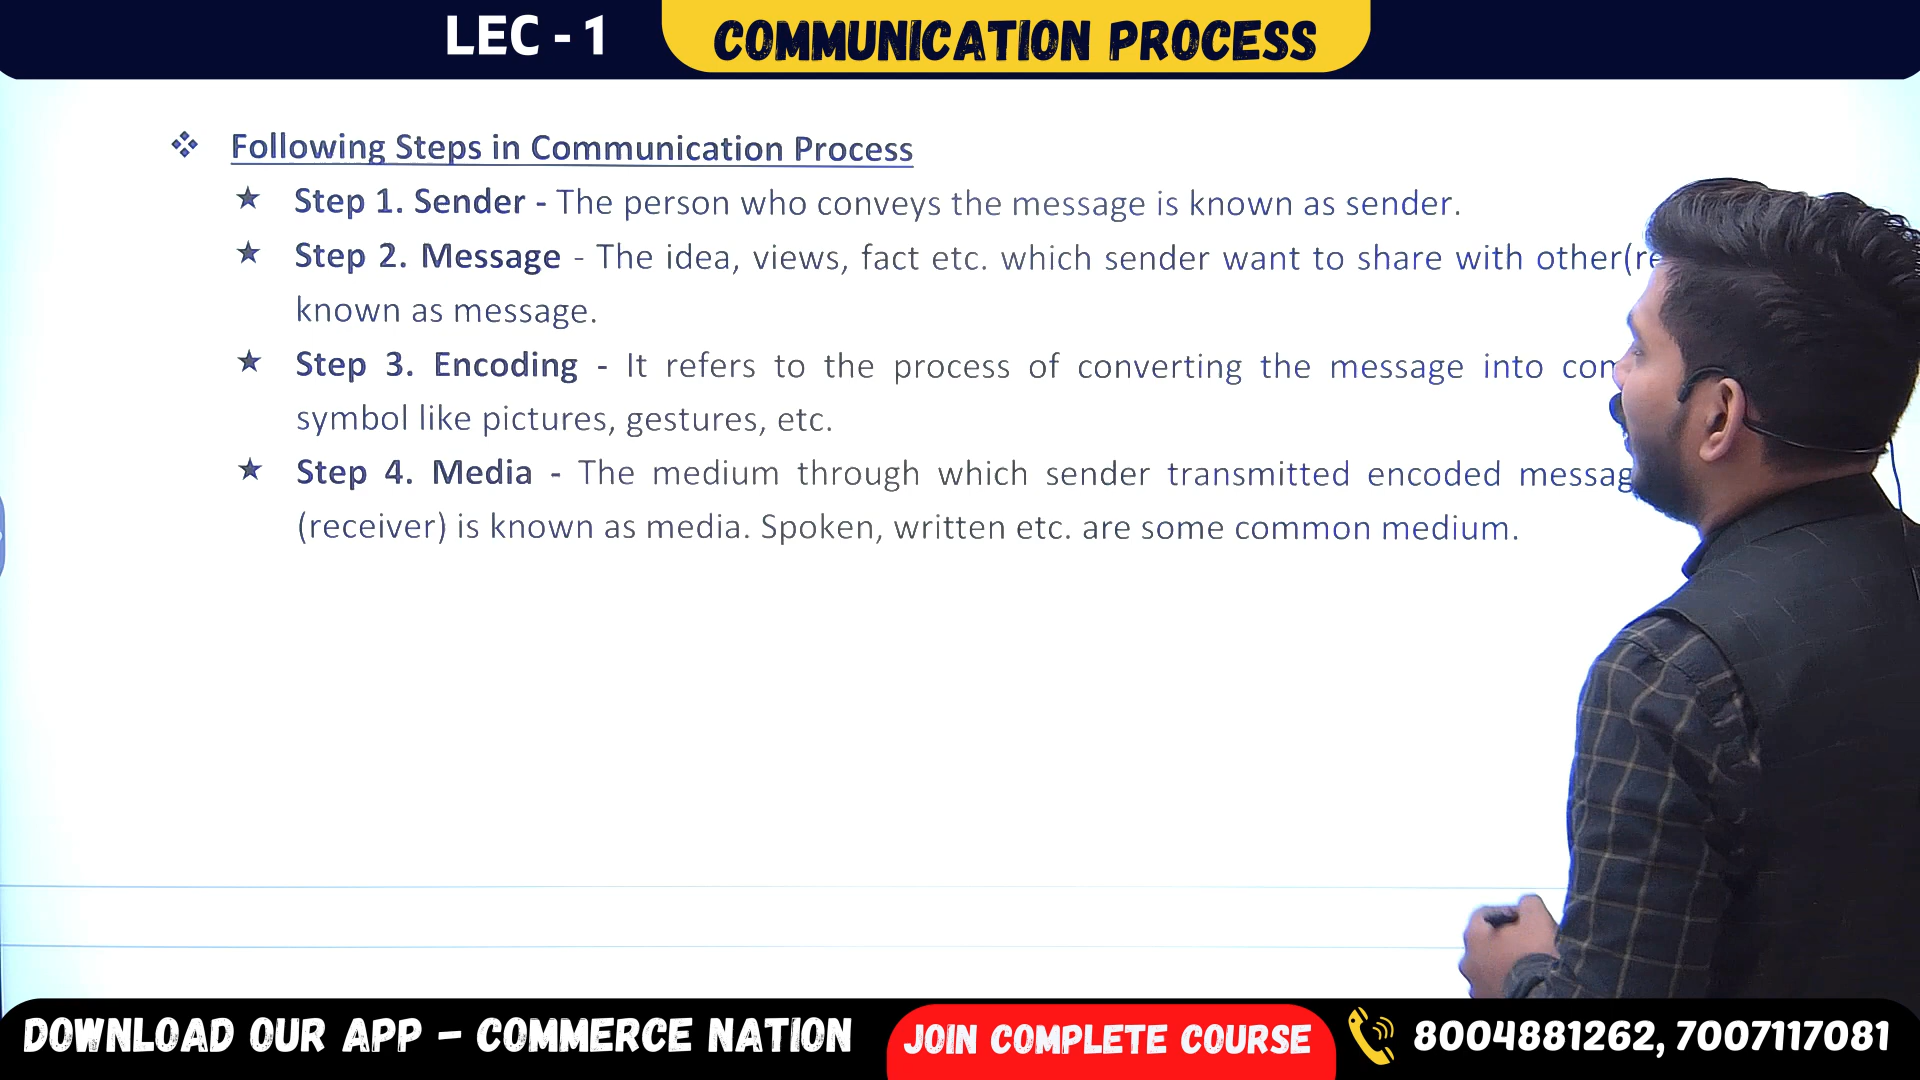 LEC - 1
COMMUNICATION PROCESS
Following Steps in Communication Process
Step 1. Sender - The person who conveys the message is known as sender.
Step 2. Message - The idea, views, fact etc. which sender want to share with
known as message.
Step 3. Encoding - It refers to the process of converting the message into
symbol like pictures, gestures, etc.
Step 4. Media - The medium through which sender transmitted encoded
(receiver) is known as media. Spoken, written etc. are some common medium.
DOWNLOAD OUR APP - COMMERCE NATION
JOIN COMPLETE COURSE
8004881262, 7007117081